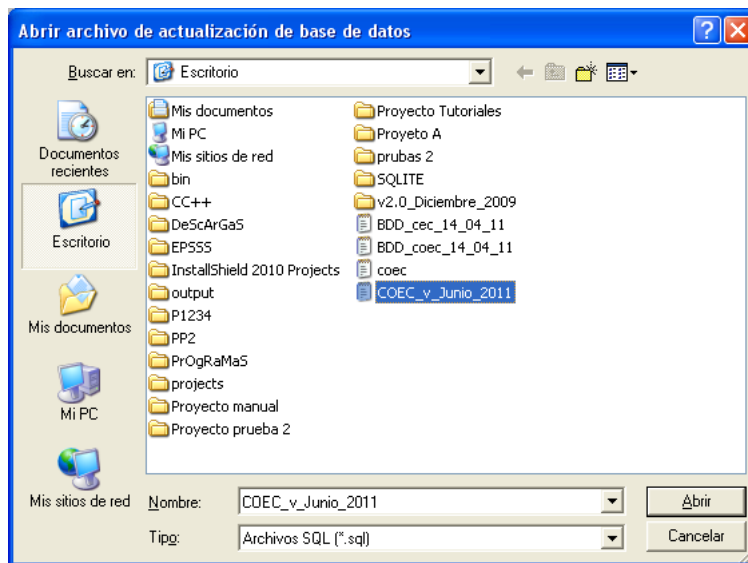 Abrir archivo de actualización de base de datos
Buscar en:
Escritorio
Documentos recientes
Escritorio
Mis documentos
Mi PC
Mis sitios de red
Mis documentos
Mi PC
Mis sitios de red
bin
CC++
DeScArGaS
EPSSS
InstallShield 2010 Projects
output
P1234
PP2
PrOgRaMaS
projects
Proyecto manual
Proyecto prueba 2
Proyecto Tutoriales
Proyeto A
prubas 2
SQLITE
v2.0_Diciembre_2009
BDD_cec_14_04_11
BDD_coec_14_04_11
coec
COEC_v_Junio_2011
Nombre:
COEC_v_Junio_2011
Abrir
Tipo:
Archivos SQL (*.sql)
Cancelar